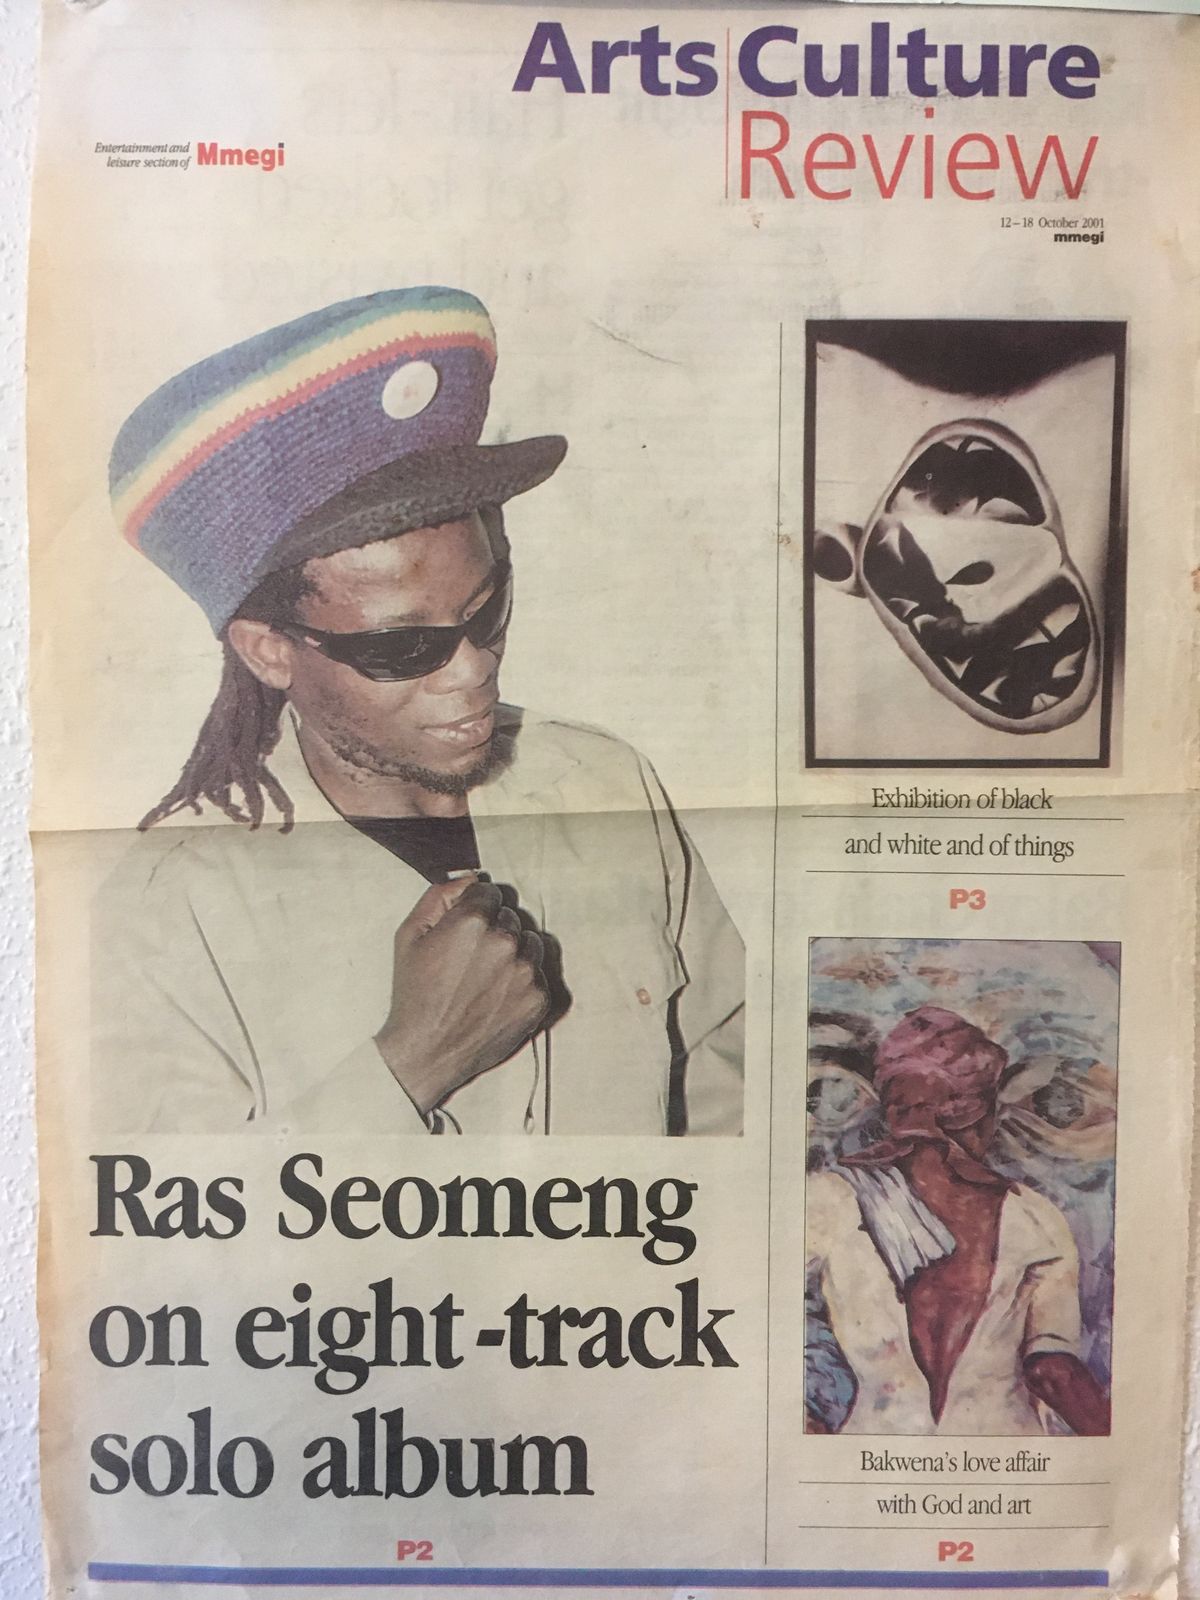 Arts Culture
Review
Entertainment and
leisure section of Mmegi
12–18 October 2001
mmegi
Exhibition of black
and white and of things
P3
Ras Seomeng
on eight-track
solo album
P2
Bakwena's love affair
with God and art
P2